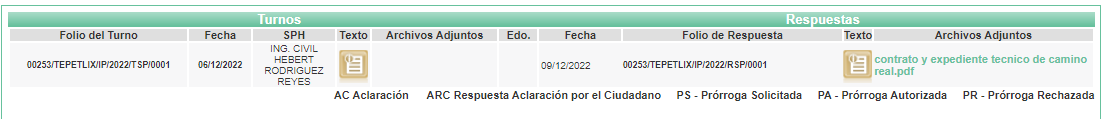 Turnos Respuestas
Folio del Turno Fecha SPH Texto Archivos Adjuntos Edo. Fecha Folio de Respuesta Texto Archivos Adjuntos
00253/TEPETLIX/IP/2022/TSP/0001 06/12/2022 ING. CIVIL
HEBERT
RODRIGUEZ
REYES
09/12/2022 00253/TEPETLIX/IP/2022/RSP/0001 contrato y expediente tecnico de camino
real.pdf
AC Aclaración ARC Respuesta Aclaración por el Ciudadano PS - Prórroga Solicitada PA - Prórroga Autorizada PR - Prórroga Rechazada